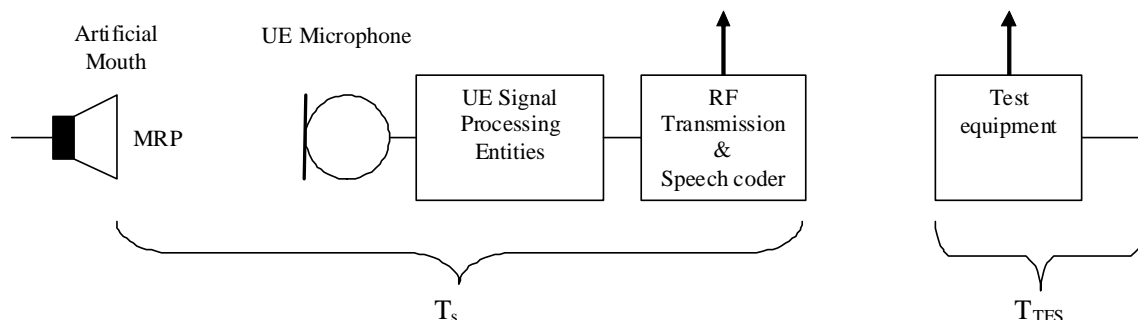 Artificial
Mouth
UE Microphone
MRP
UE Signal
Processing
Entities
RF
Transmission
&
Speech coder
Test
equipment
Ts
TTES